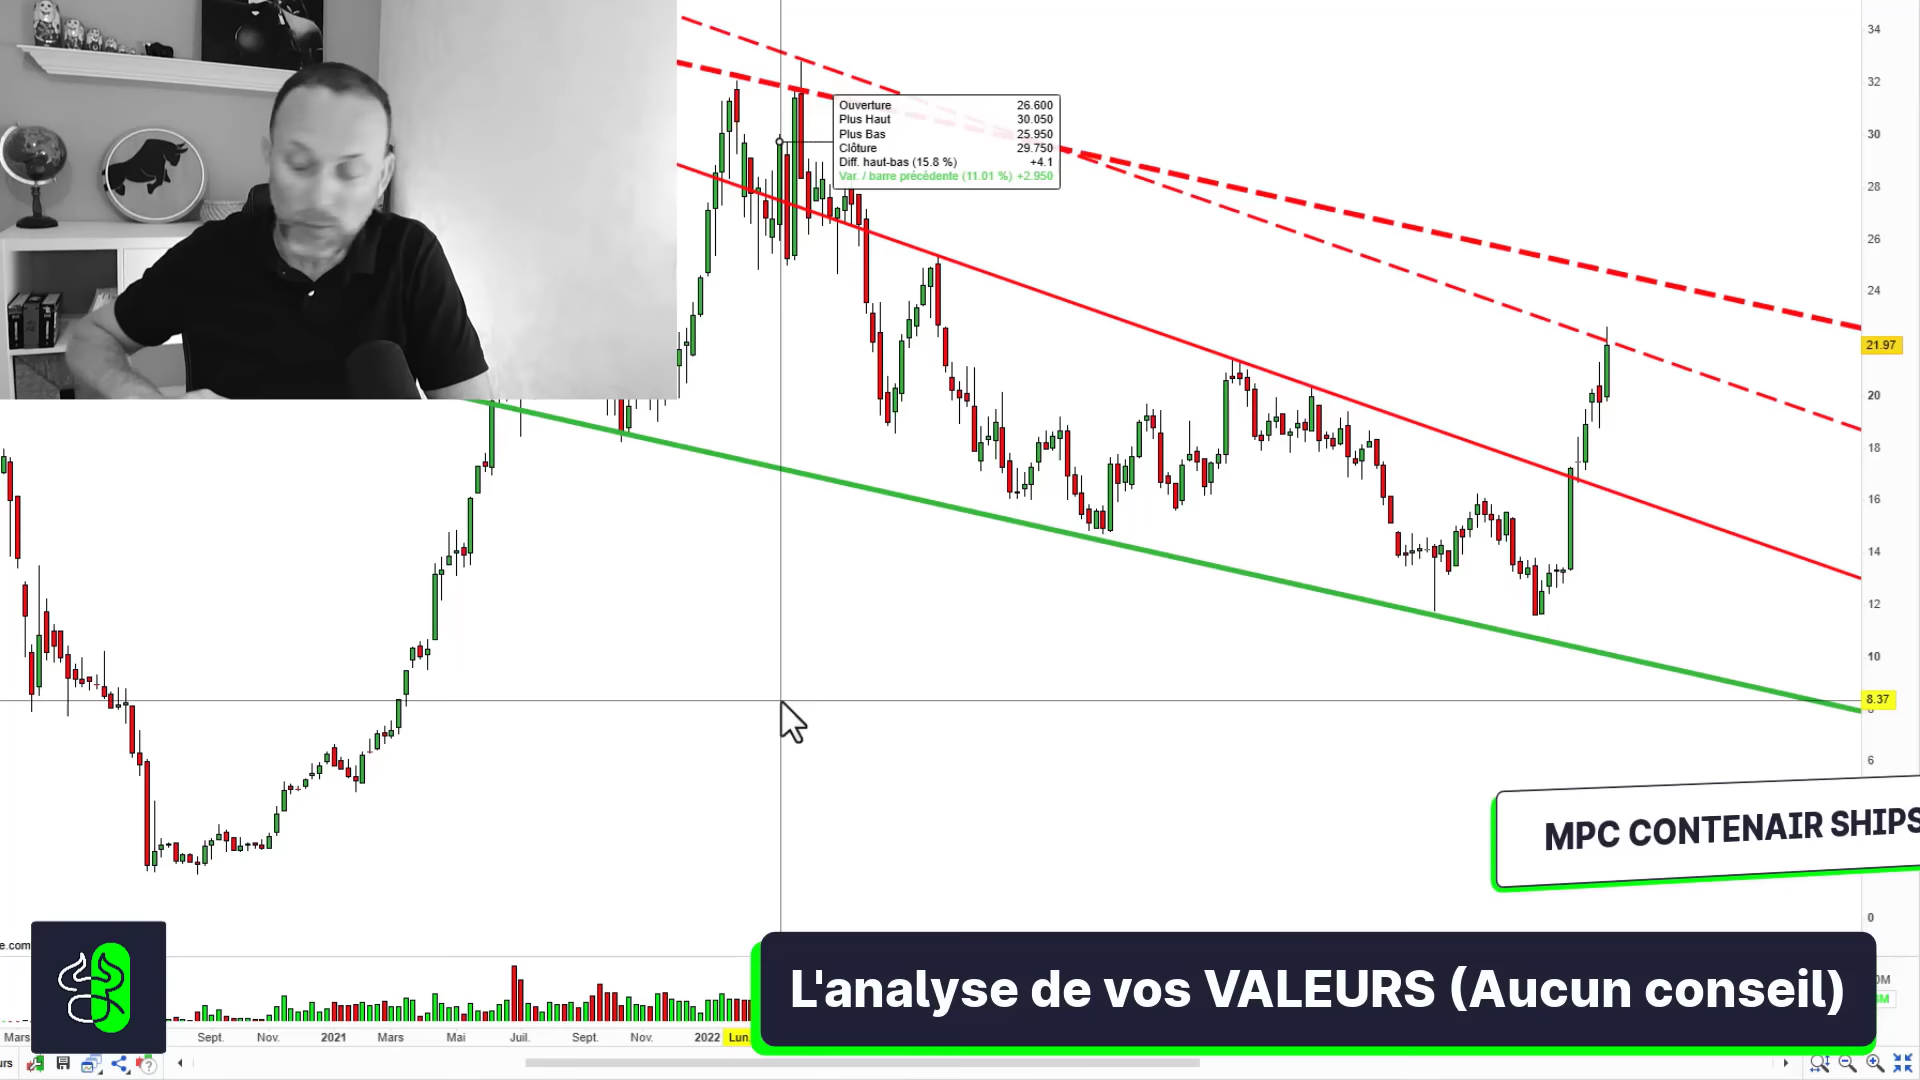 34
32
30
28
26
24
21.97
20
18
16
14
12
10
8.37
6
0
Ouverture 26.600
Plus Haut 30.050
Plus Bas 25.950
Clôture 29.750
Diff. haut-bas (15.8 %) +4.1
Var. / barre précédente (11.01 %) +2.950
MPC CONTENAIR SHIPS
e.com
L'analyse de vos VALEURS (Aucun conseil)
Mars Sept. Nov. 2021 Mars Mai Juil. Sept. Nov. 2022 Lun.